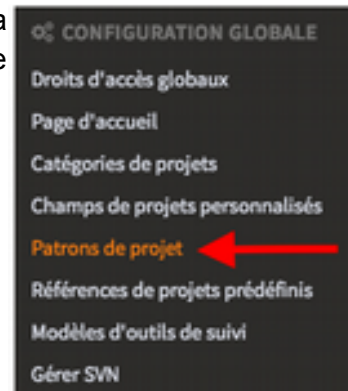 a
e
CONFIGURATION GLOBALE
Droits d'accès globaux
Page d'accueil
Catégories de projets
Champs de projets personnalisés
Patrons de projet
Références de projets prédéfinis
Modèles d'outils de suivi
Gérer SVN